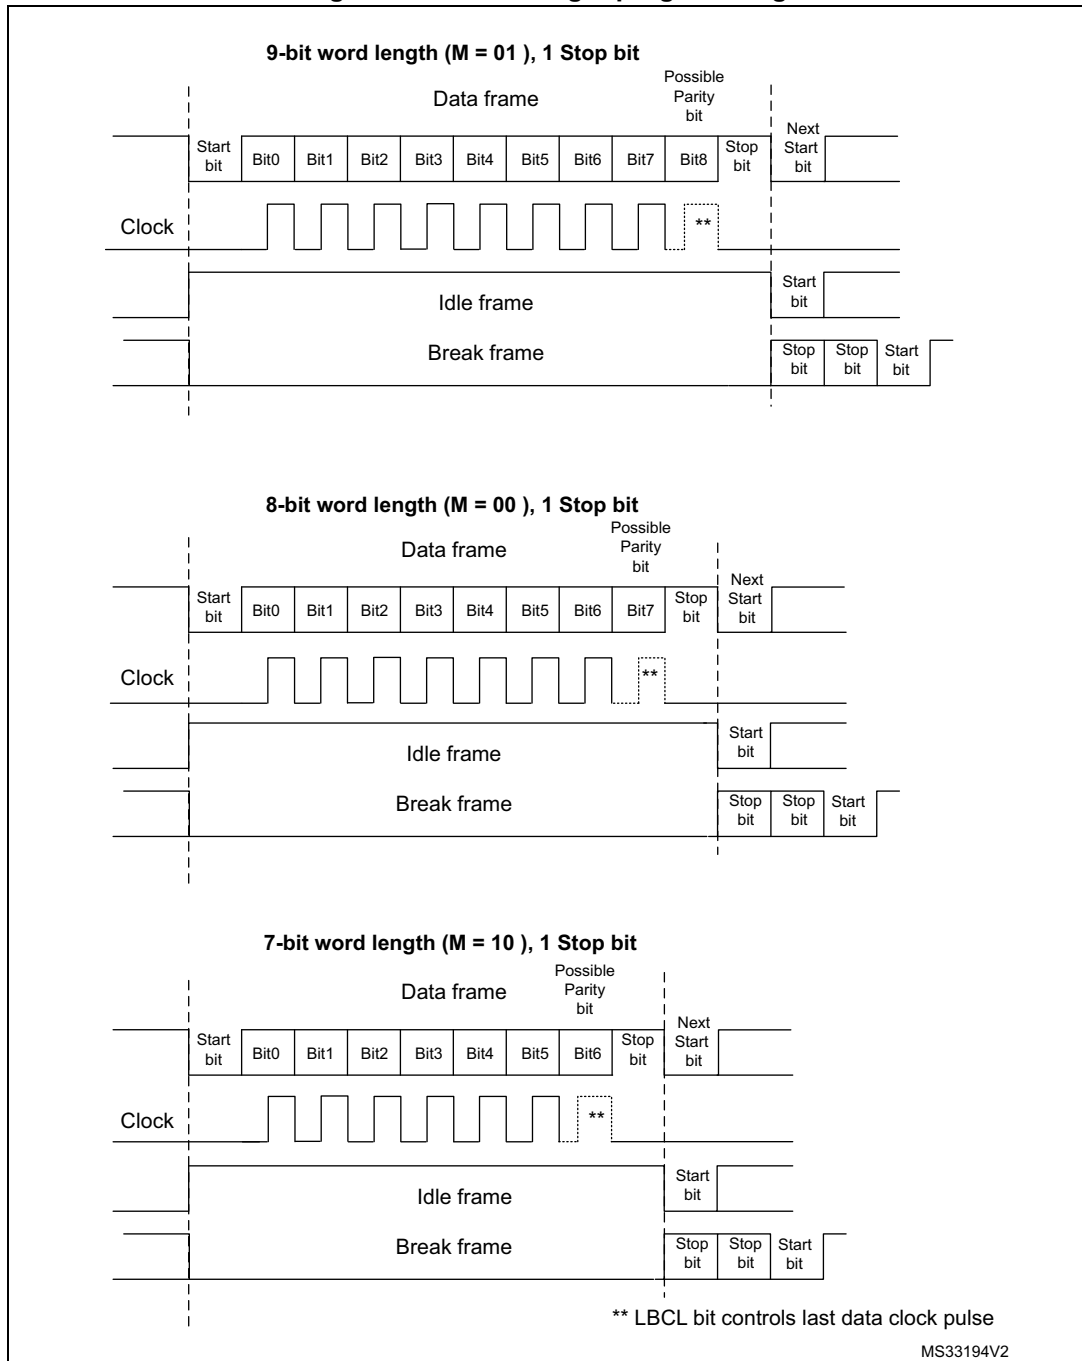 9-bit word length (M = 01 ), 1 Stop bit
Data frame
Possible
Parity
bit
Start
bit
Bit0
Bit1
Bit2
Bit3
Bit4
Bit5
Bit6
Bit7
Bit8
Stop
bit
Next
Start
bit
Clock
**
Idle frame
Start
bit
Break frame
Stop
bit
Stop
bit
Start
bit
8-bit word length (M = 00 ), 1 Stop bit
Data frame
Possible
Parity
bit
Start
bit
Bit0
Bit1
Bit2
Bit3
Bit4
Bit5
Bit6
Bit7
Stop
bit
Next
Start
bit
Clock
**
Idle frame
Start
bit
Break frame
Stop
bit
Stop
bit
Start
bit
7-bit word length (M = 10 ), 1 Stop bit
Data frame
Possible
Parity
bit
Start
bit
Bit0
Bit1
Bit2
Bit3
Bit4
Bit5
Bit6
Stop
bit
Next
Start
bit
Clock
**
Idle frame
Start
bit
Break frame
Stop
bit
Stop
bit
Start
bit
** LBCL bit controls last data clock pulse
MS33194V2